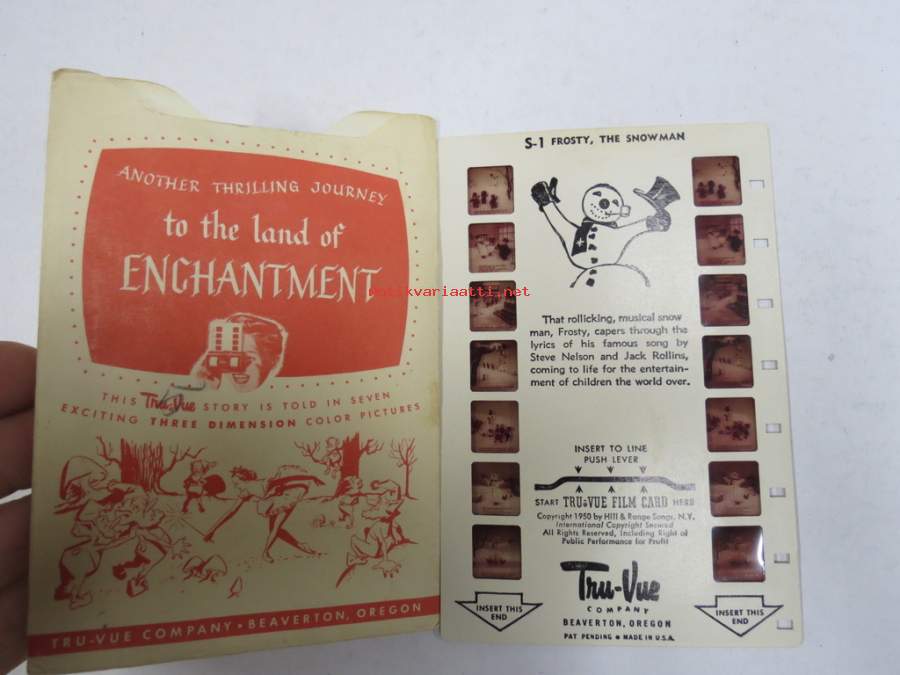 ANOTHER THRILLING JOURNEY
to the land of
ENCHANTMENT
THIS Tru-Vue STORY IS TOLD IN SEVEN
EXCITING THREE DIMENSION COLOR PICTURES
TRU-VUE COMPANY • BEAVERTON, OREGON
S-1 FROSTY, THE SNOWMAN
That rollicking, musical snow
man, Frosty, capers through the
lyrics of his famous song by
Steve Nelson and Jack Rollins,
coming to life for the entertain-
ment of children the world over.
INSERT TO LINE
PUSH LEVER
START TRU-VUE FILM CARD HERE
Copyright 1950 by Hill & Range Songs, N.Y.
International Copyright Secured
All Rights Reserved, Including Right of
Public Performance for Profit
Tru-Vue
COMPANY
BEAVERTON, OREGON
PAT PENDING • MADE IN U.S.A.
INSERT THIS
END
INSERT THIS
END
antikvariaatti.net